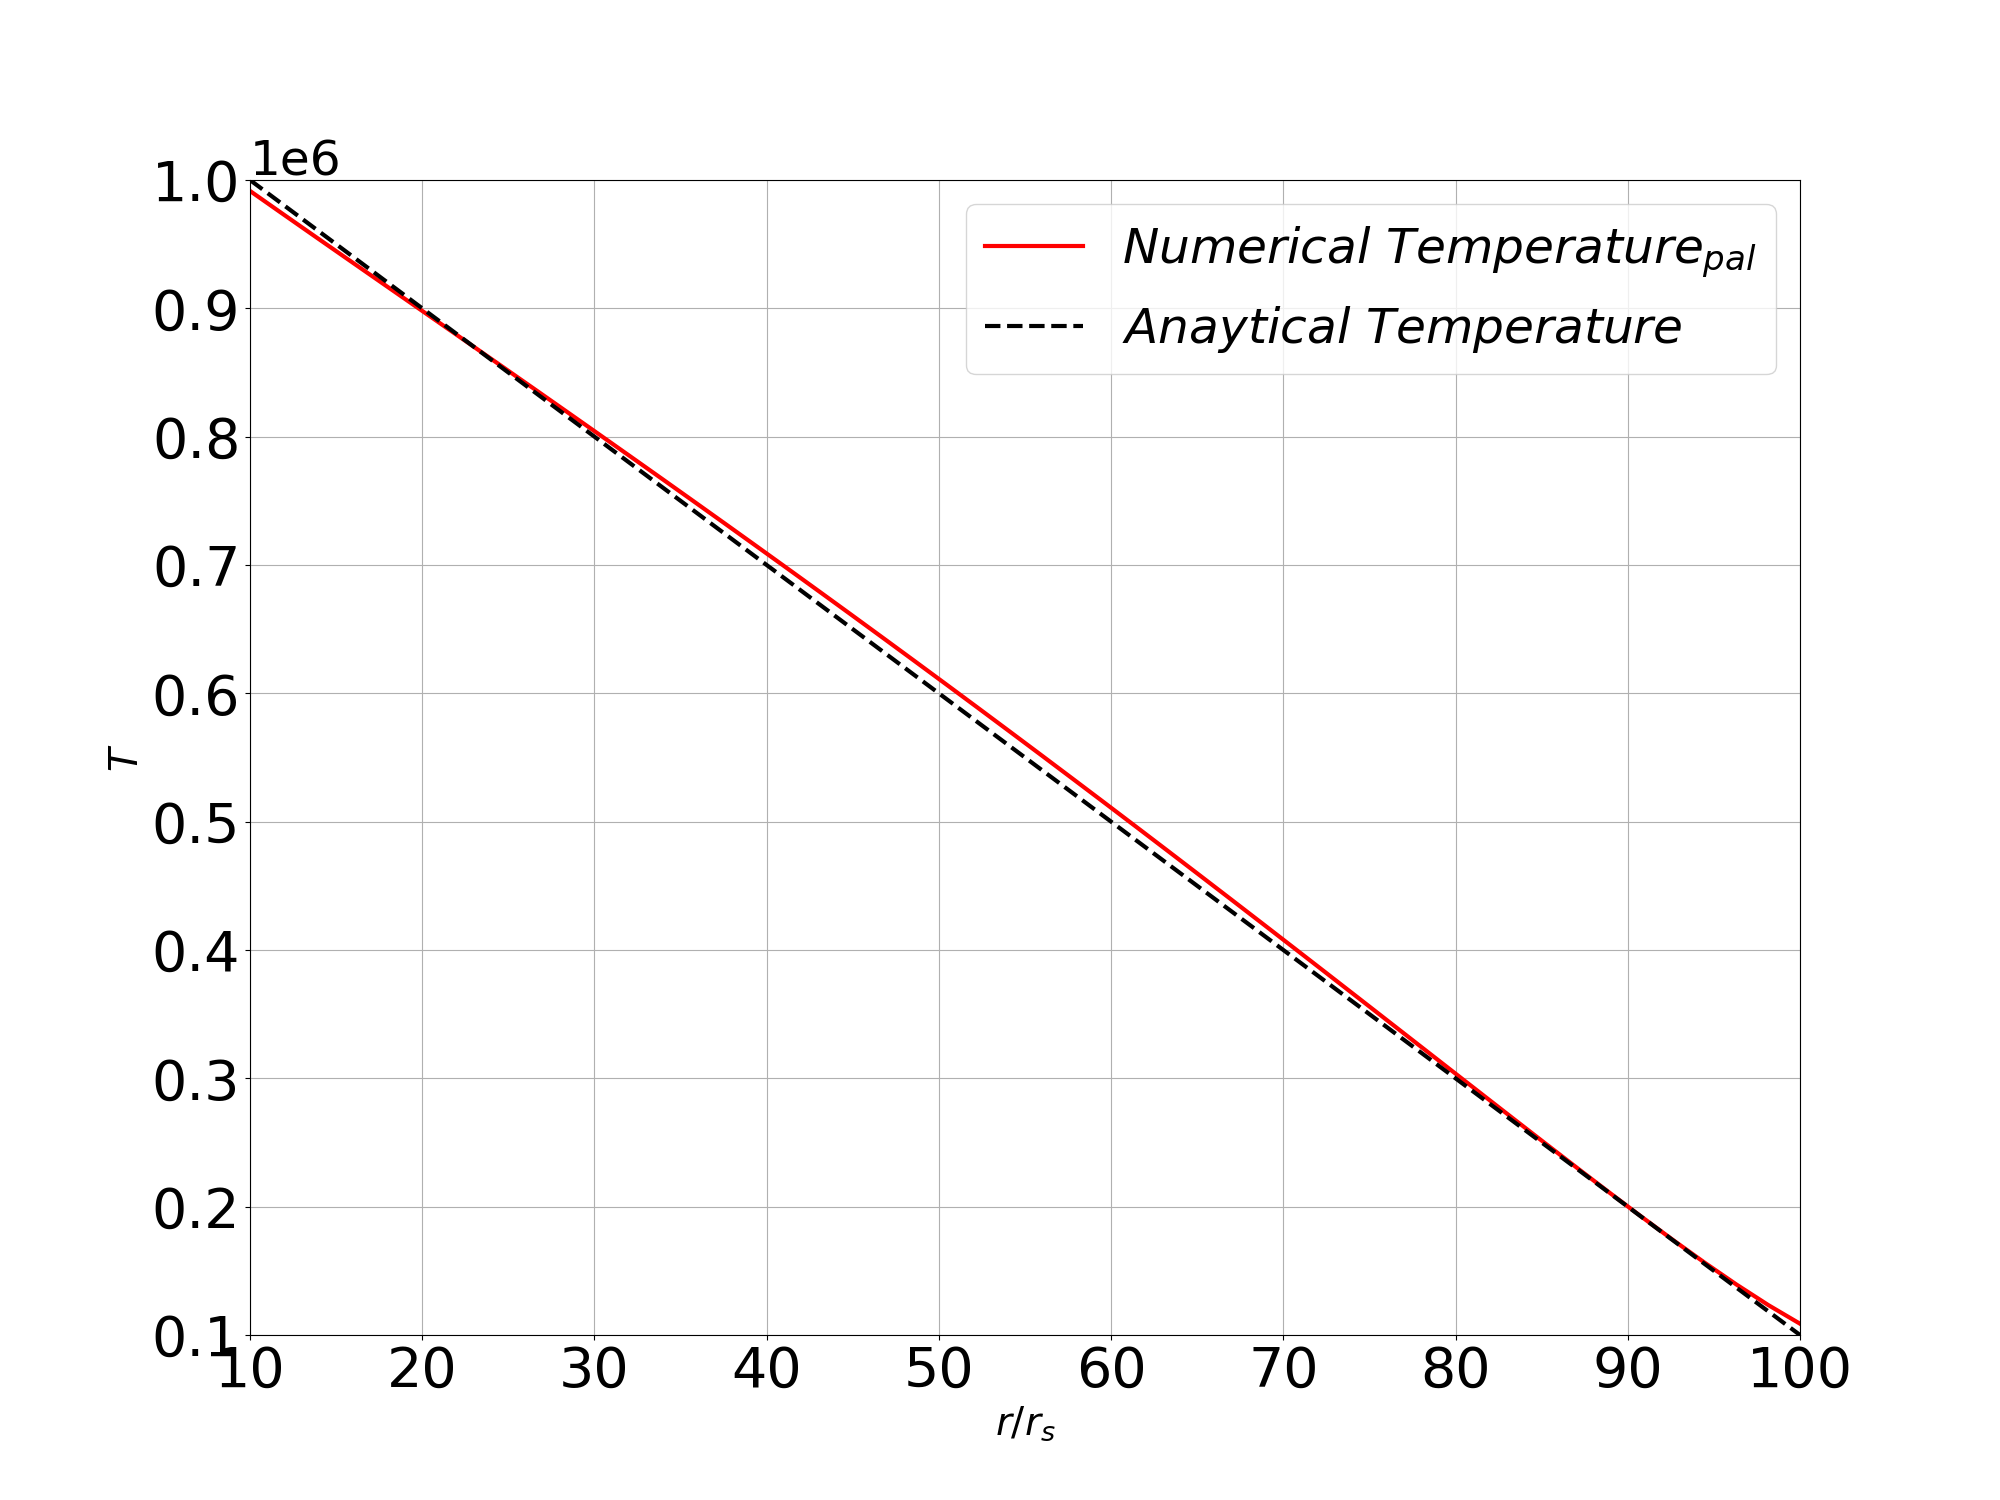 1e6
1.0
0.9
0.8
0.7
0.6
0.5
0.4
0.3
0.2
0.1
T
Numerical Temperature_pal
Anaytical Temperature
10 20 30 40 50 60 70 80 90 100
r/r_s